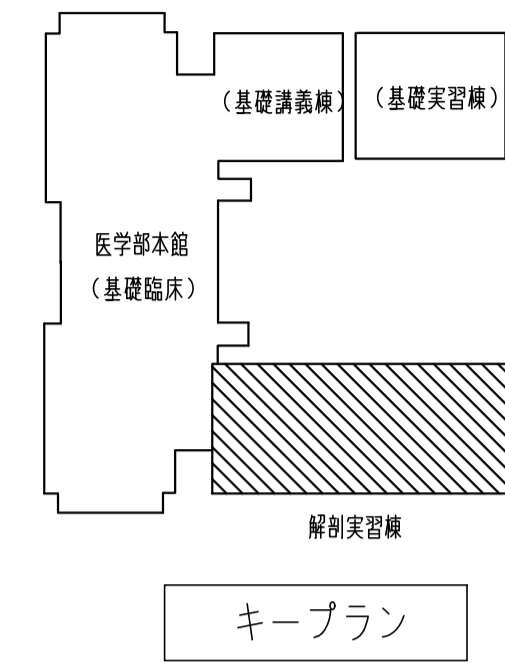 （基礎講義棟）
（基礎実習棟）
医学部本館
（基礎臨床）
解剖実習棟
キープラン